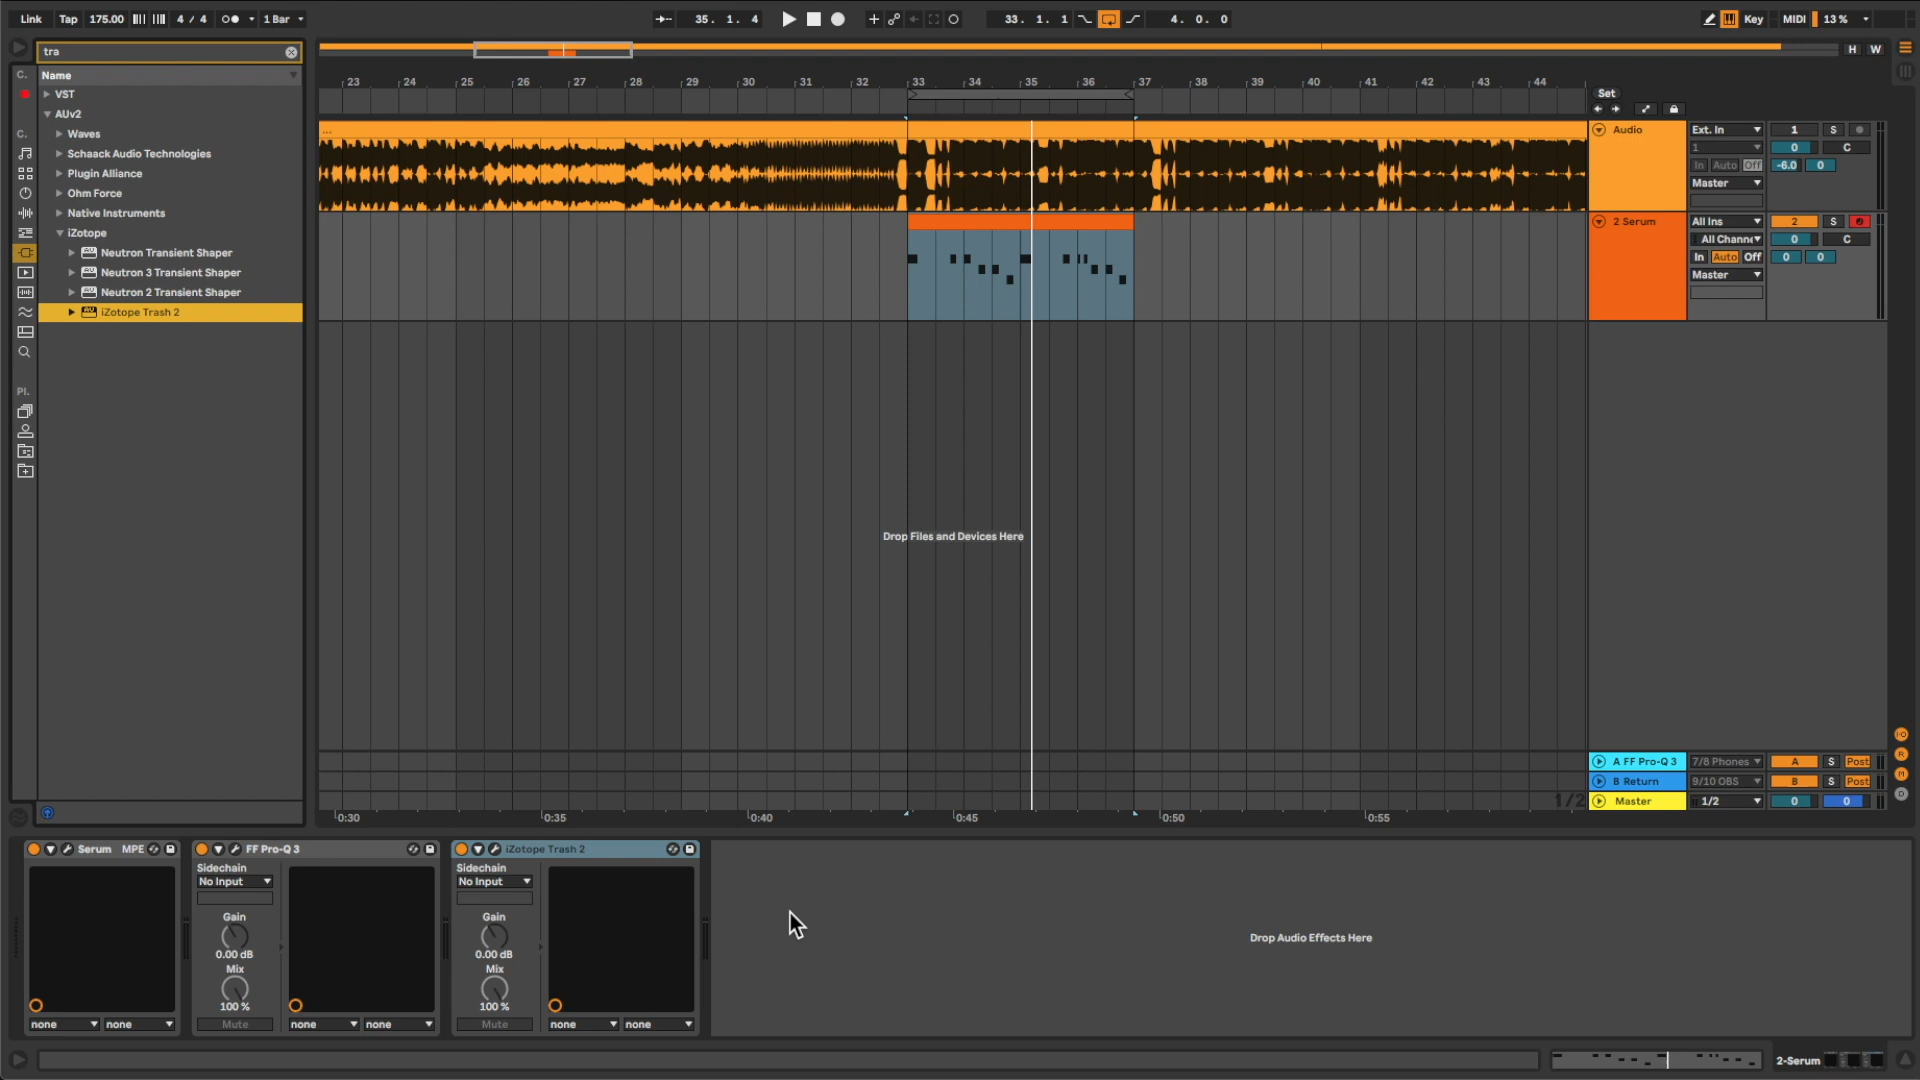 Link Tap 175.00 4 / 4 1 Bar 35. 1. 4 33. 1. 1 4. 0. 0 Key MIDI 13 %
tra
H W
C. Name
VST
AUv2
C. Waves
Schaack Audio Technologies
Plugin Alliance
Ohm Force
Native Instruments
iZotope
Neutron Transient Shaper
Neutron 3 Transient Shaper
Neutron 2 Transient Shaper
iZotope Trash 2
Pl.
23 24 25 26 27 28 29 30 31 32 33 34 35 36 37 38 39 40 41 42 43 44
Set
...
Audio Ext. In 1 S
1 0 C
In Auto Off -6.0 0
Master
2 Serum All Ins 2 S
All Channe 0 C
In Auto Off 0 0
Master
Drop Files and Devices Here
A FF Pro-Q 3 7/8 Phones A S Post
B Return 9/10 OBS B S Post
1/2 Master 1/2 0 0
I·O
R
M
D
0:30 0:35 0:40 0:45 0:50 0:55
Serum MPE
none none
FF Pro-Q 3
Sidechain
No Input
Gain
0.00 dB
Mix
100 %
Mute none none
iZotope Trash 2
Sidechain
No Input
Gain
0.00 dB
Mix
100 %
Mute none none
Drop Audio Effects Here
2-Serum